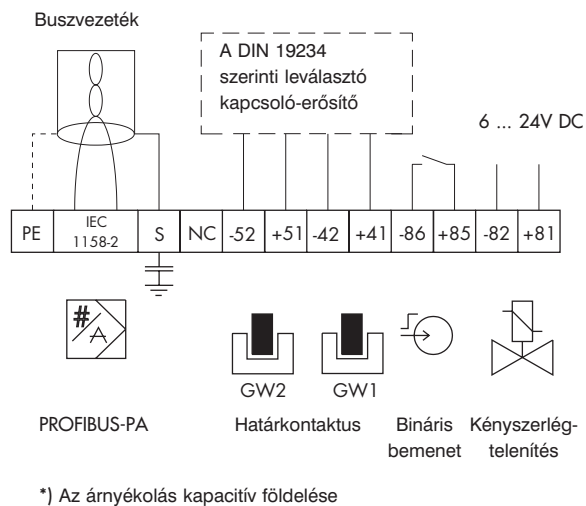 Buszvezeték
A DIN 19234
szerinti leválasztó
kapcsoló-erősítő
6 ... 24V DC
PE
IEC
1158-2
S
NC
-52
+51
-42
+41
-86
+85
-82
+81
#
A
GW2
GW1
PROFIBUS-PA
Határkontaktus
Bináris
bemenet
Kényszerlég-
telenítés
*) Az árnyékolás kapacitív földelése